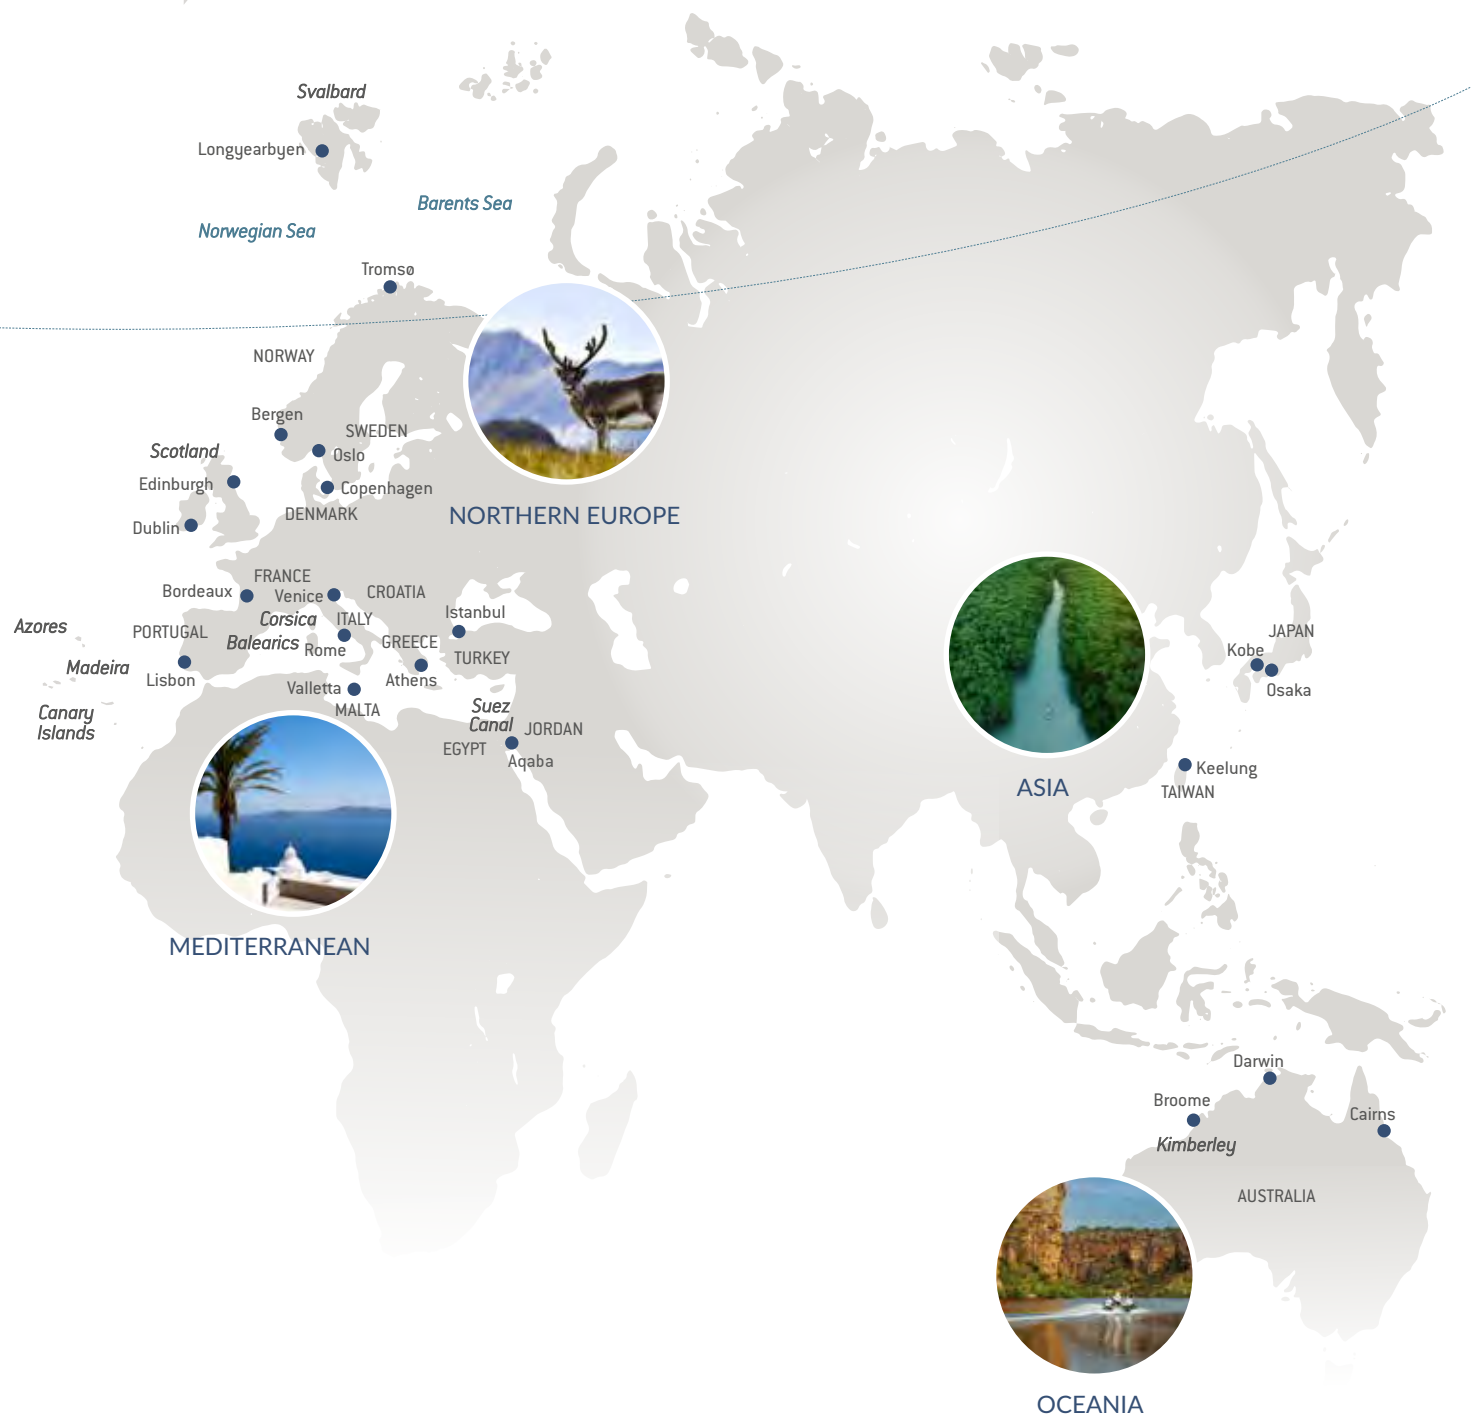 Svalbard
Longyearbyen
Barents Sea
Norwegian Sea
Tromsø
NORWAY
Bergen
SWEDEN
Scotland
Oslo
Edinburgh
Copenhagen
DENMARK
NORTHERN EUROPE
Dublin
FRANCE
Bordeaux
Venice
CROATIA
Istanbul
Corsica
ITALY
Azores
PORTUGAL
Balearics
Rome
GREECE
TURKEY
Madeira
Lisbon
Valletta
Athens
MALTA
Canary
Islands
Suez
Canal
JORDAN
EGYPT
Aqaba
JAPAN
Kobe
Osaka
Keelung
TAIWAN
ASIA
MEDITERRANEAN
Darwin
Broome
Cairns
Kimberley
AUSTRALIA
OCEANIA